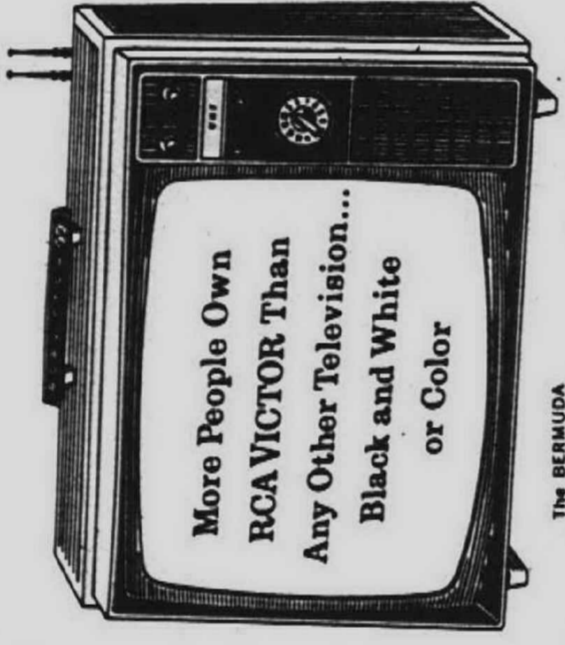 More People Own
RCA VICTOR Than
Any Other Television...
Black and White
or Color
The BERMUDA